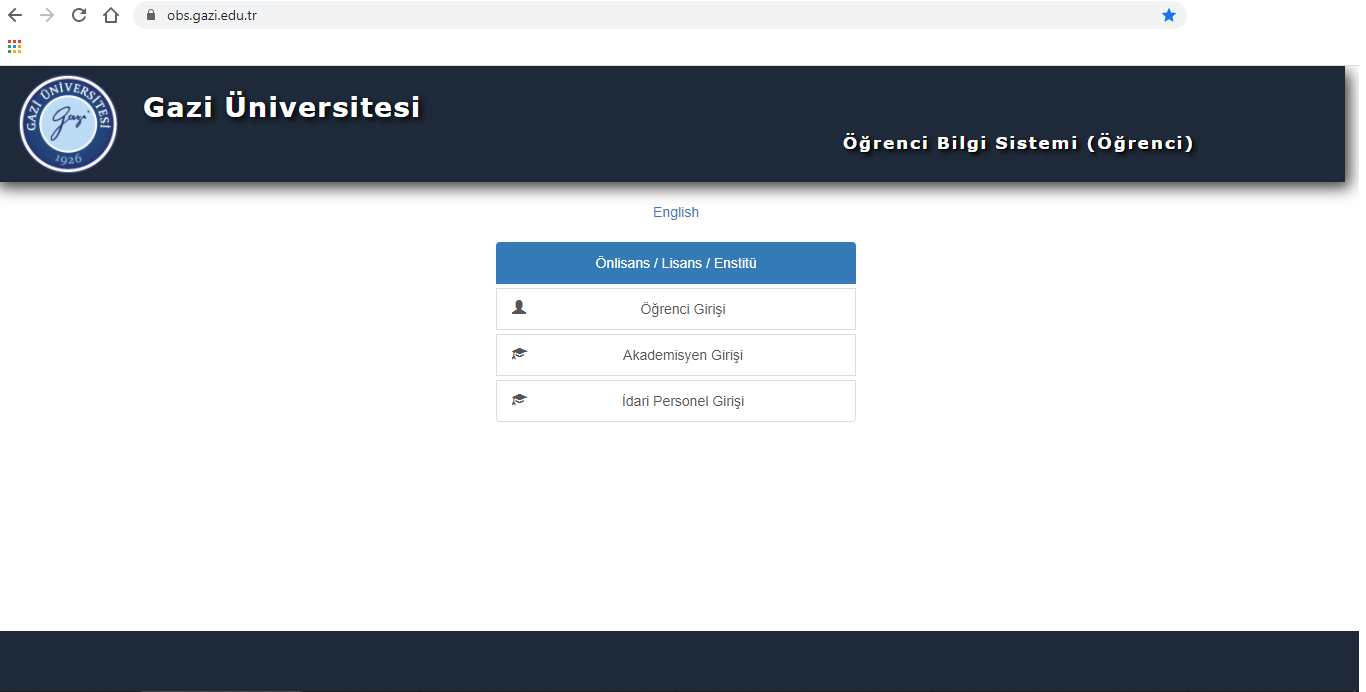 obs.gazi.edu.tr
GAZİ ÜNİVERSİTESİ
Gazi
1926
Gazi Üniversitesi
Öğrenci Bilgi Sistemi (Öğrenci)
English
Önlisans / Lisans / Enstitü
Öğrenci Girişi
Akademisyen Girişi
İdari Personel Girişi